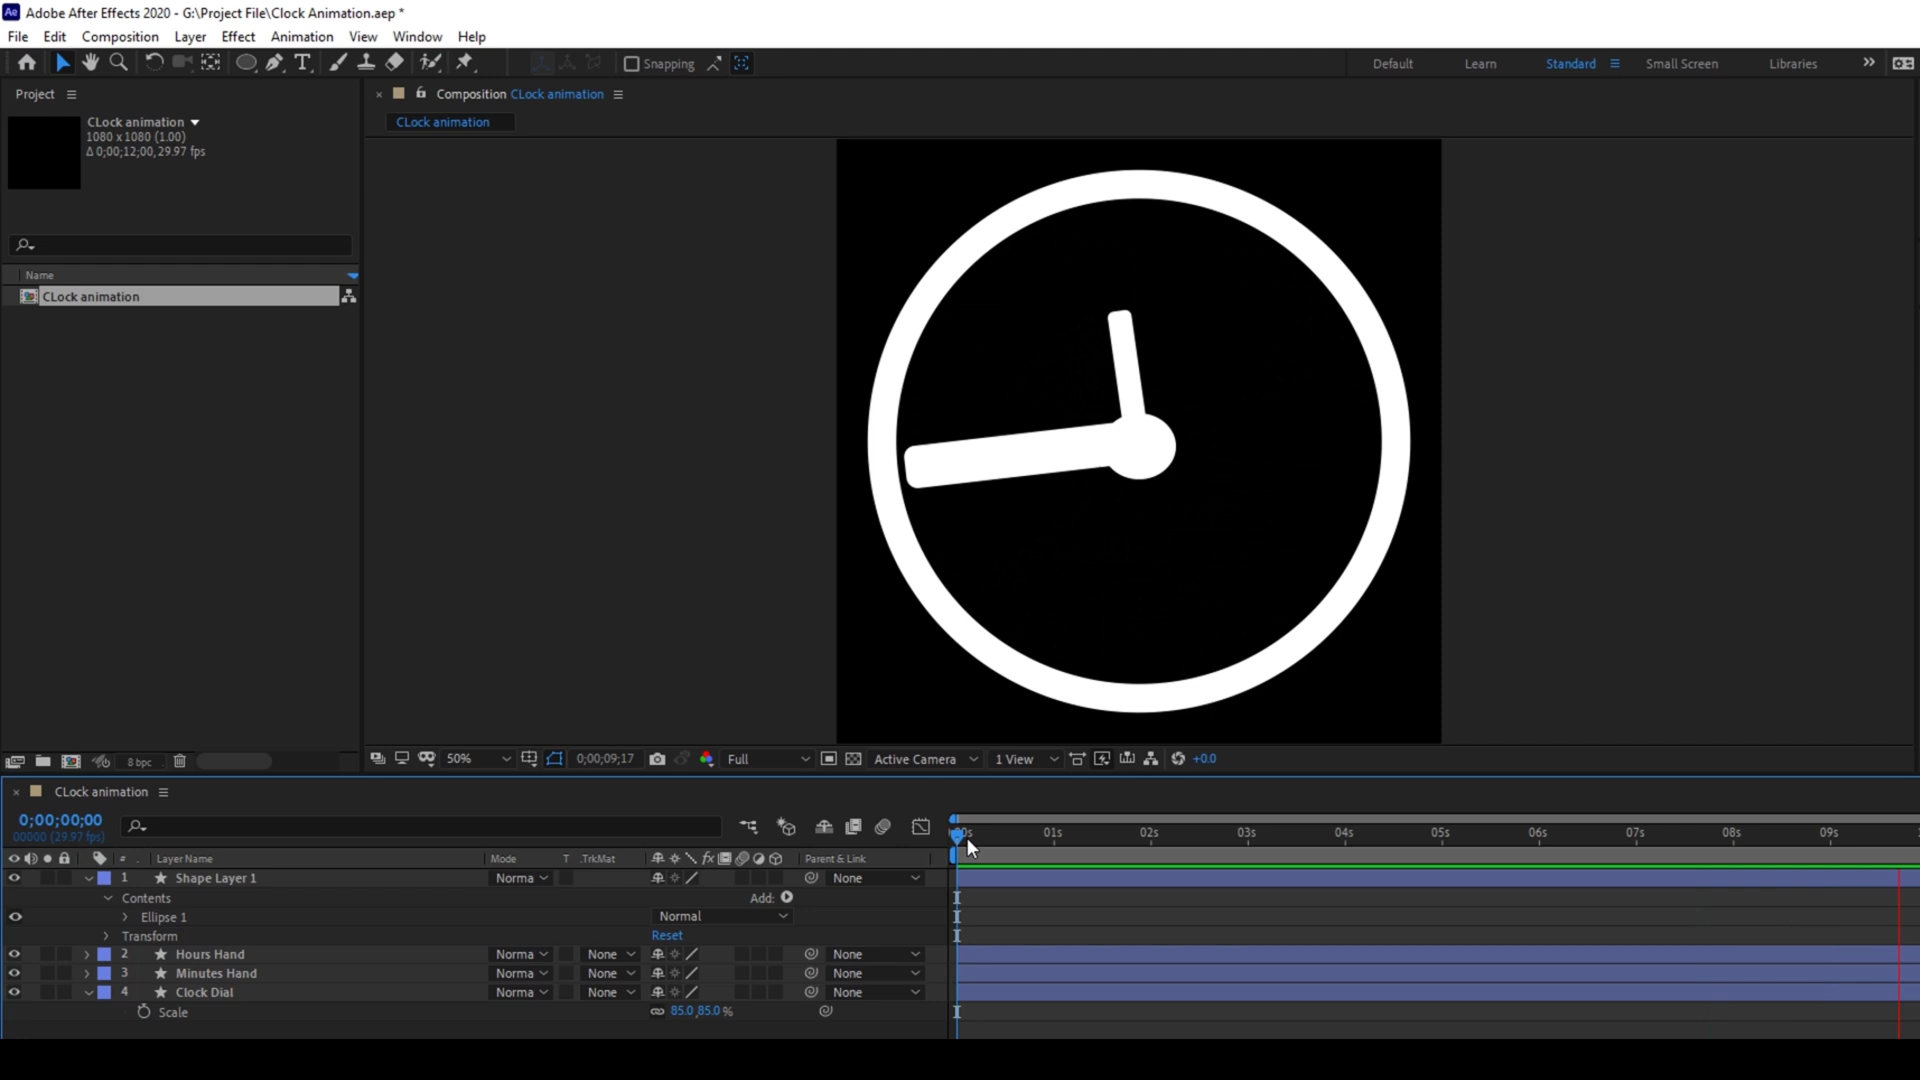 Ae Adobe After Effects 2020 - G:\Project File\Clock Animation.aep *
File Edit Composition Layer Effect Animation View Window Help
Snapping Default Learn Standard Small Screen Libraries
Project
Composition CLock animation
CLock animation
1080 x 1080 (1.00)
Δ 0;00;12;00, 29.97 fps
CLock animation
Name
CLock animation
8 bpc
50% 0;00;09;17 Full Active Camera 1 View +0.0
CLock animation
0;00;00;00
00000 (29.97 fps)
01s 02s 03s 04s 05s 06s 07s 08s 09s
# Layer Name Mode T .TrkMat fx Parent & Link
1 Shape Layer 1 Norma None
Contents Add:
Ellipse 1 Normal
Transform Reset
2 Hours Hand Norma None None
3 Minutes Hand Norma None None
4 Clock Dial Norma None None
Scale 85.0,85.0%